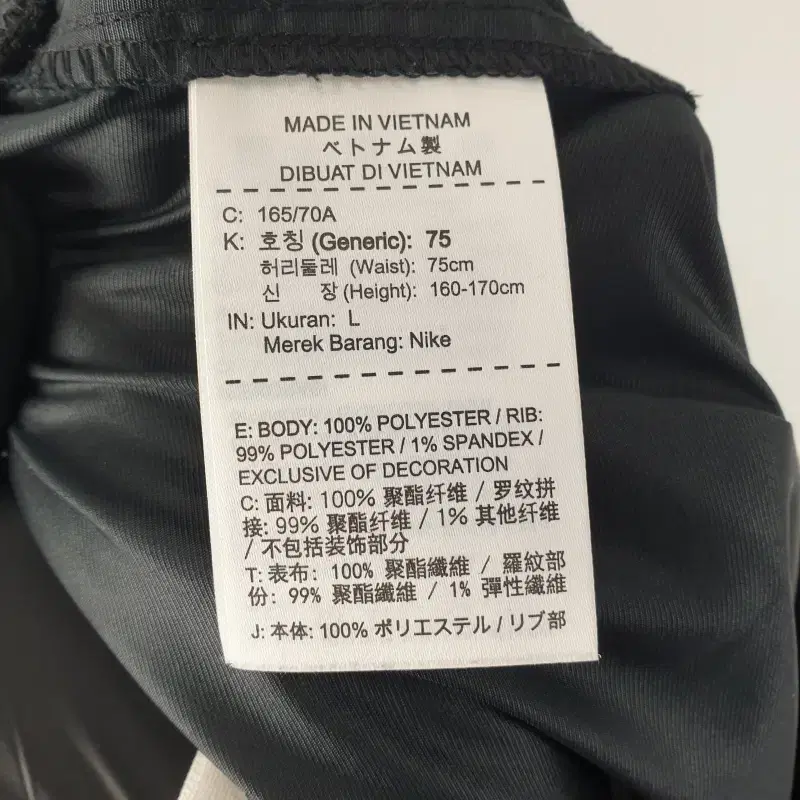 MADE IN VIETNAM
ベトナム製
DIBUAT DI VIETNAM
C: 165/70A
K: 호칭 (Generic): 75
허리둘레 (Waist): 75cm
신 장 (Height): 160-170cm
IN: Ukuran: L
Merek Barang: Nike
E: BODY: 100% POLYESTER / RIB:
99% POLYESTER / 1% SPANDEX /
EXCLUSIVE OF DECORATION
C: 面料: 100% 聚酯纤维 / 罗纹拼
接: 99% 聚酯纤维 / 1% 其他纤维
/ 不包括装饰部分
T: 表布: 100% 聚酯纖維 / 羅紋部
份: 99% 聚酯纖維 / 1% 彈性纖維
J: 本体: 100% ポリエステル / リブ部